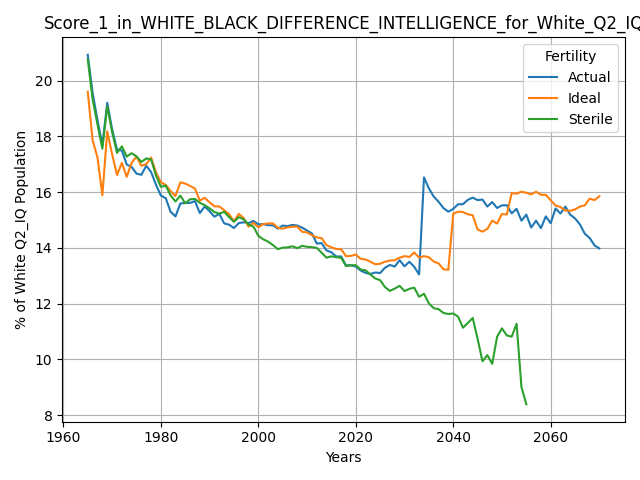 Score_1_in_WHITE_BLACK_DIFFERENCE_INTELLIGENCE_for_White_Q2_IQ
Fertility
Actual
Ideal
Sterile
% of White Q2_IQ Population
20
18
16
14
12
10
8
1960 1980 2000 2020 2040 2060
Years